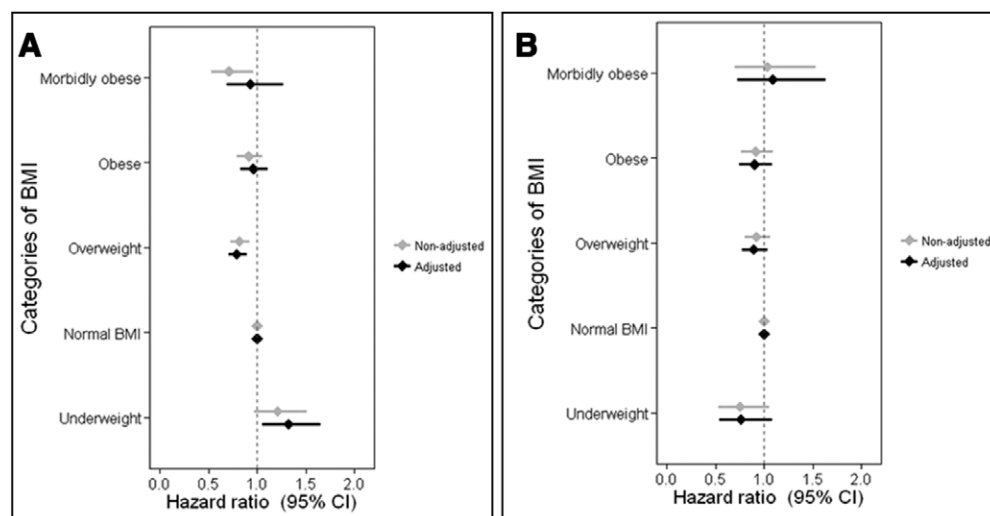 A
Categories of BMI
Morbidly obese
Obese
Overweight
Normal BMI
Underweight
0.0 0.5 1.0 1.5 2.0
Hazard ratio (95% CI)
Non-adjusted
Adjusted
B
Categories of BMI
Morbidly obese
Obese
Overweight
Normal BMI
Underweight
0.0 0.5 1.0 1.5 2.0
Hazard ratio (95% CI)
Non-adjusted
Adjusted